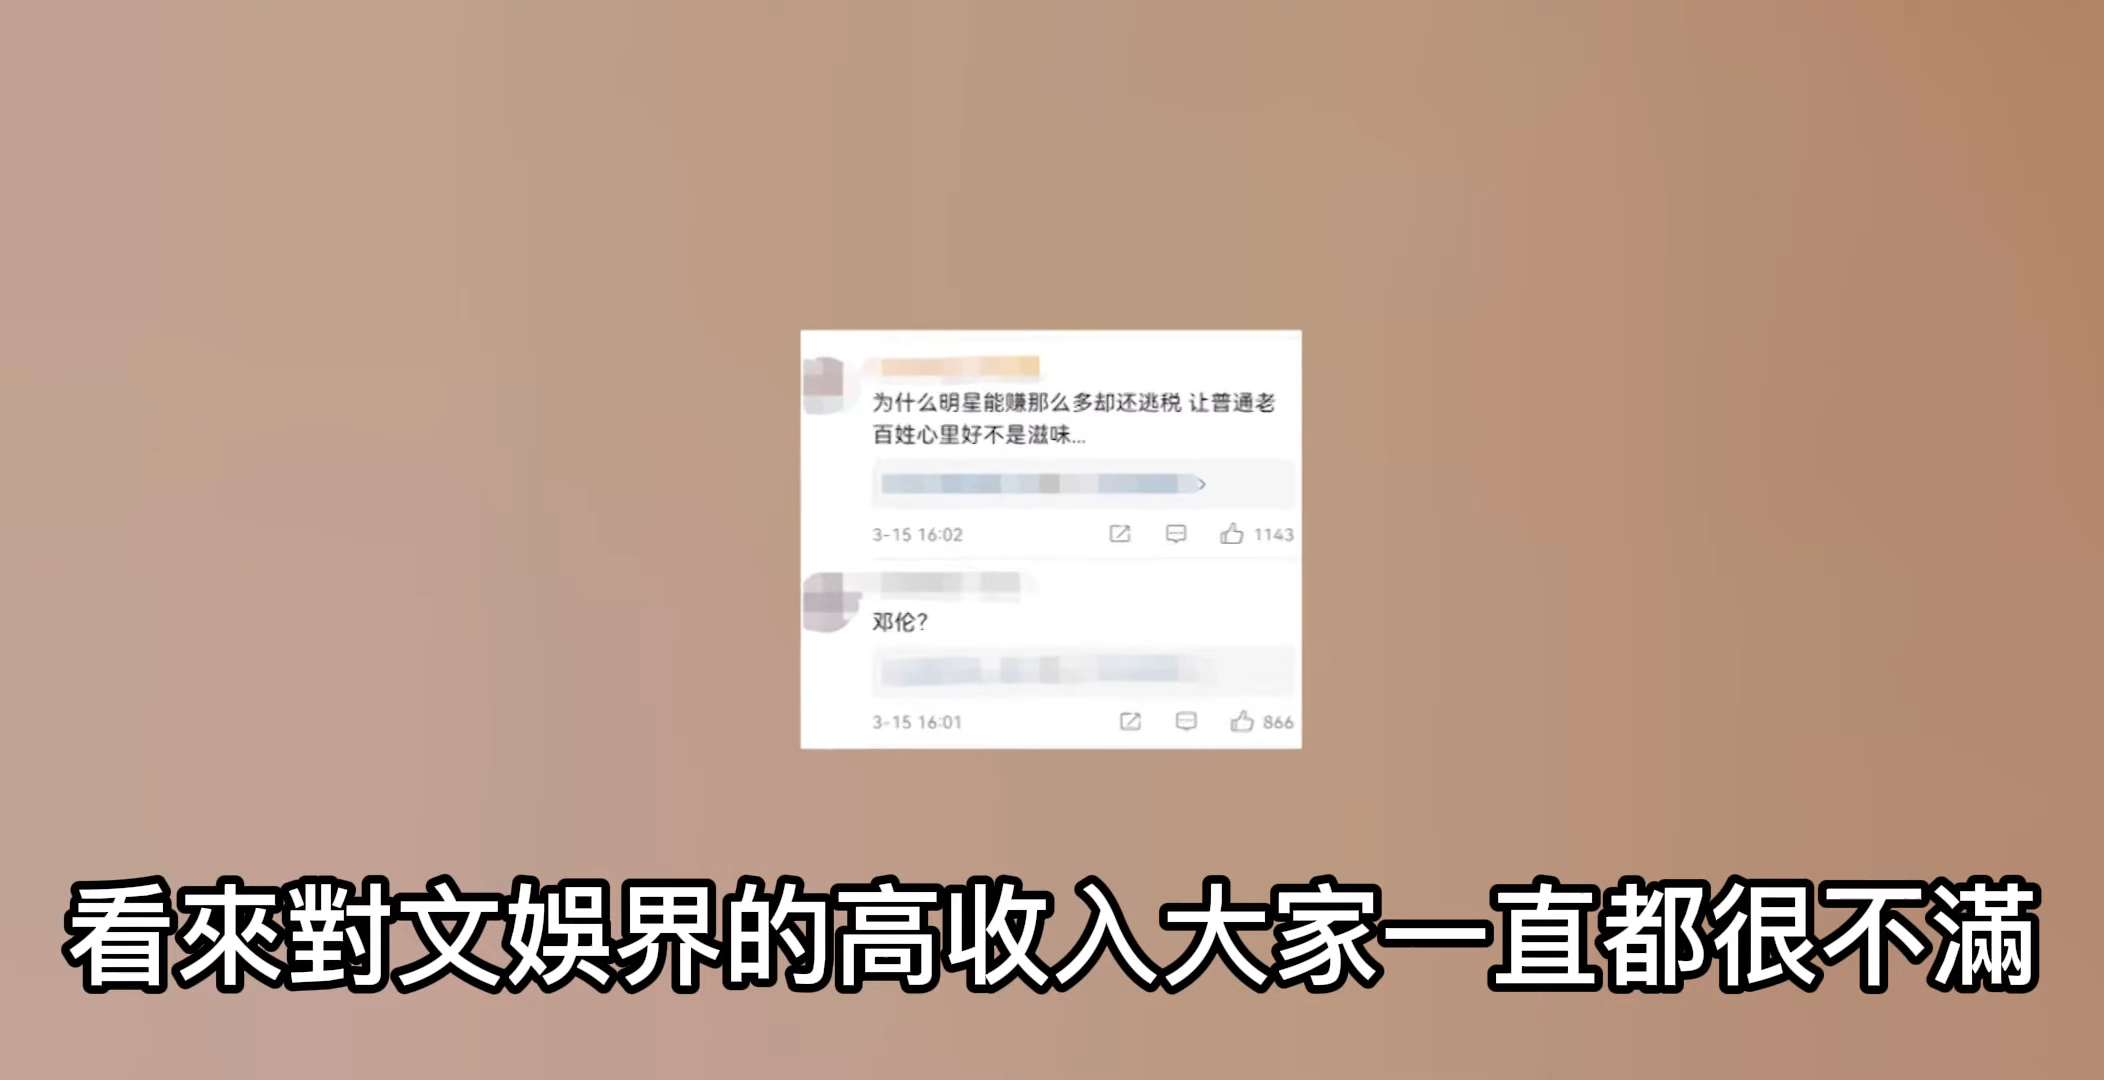 为什么明星能赚那么多却还逃税 让普通老
百姓心里好不是滋味...
3-15 16:02
1143
邓伦?
3-15 16:01
866
看來對文娛界的高收入大家一直都很不滿